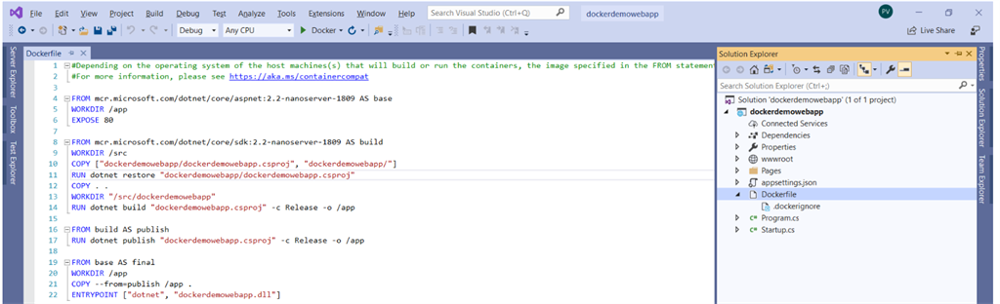 File Edit View Project Build Debug Test Analyze Tools Extensions Window Help Search Visual Studio (Ctrl+Q) dockerdemowebapp PV
Debug Any CPU Docker Live Share
Server Explorer
Toolbox
Test Explorer
Dockerfile
1 #Depending on the operating system of the host machines(s) that will build or run the containers, the image specified in the FROM statement
2 #For more information, please see https://aka.ms/containercompat
3
4 FROM mcr.microsoft.com/dotnet/core/aspnet:2.2-nanoserver-1809 AS base
5 WORKDIR /app
6 EXPOSE 80
7
8 FROM mcr.microsoft.com/dotnet/core/sdk:2.2-nanoserver-1809 AS build
9 WORKDIR /src
10 COPY ["dockerdemowebapp/dockerdemowebapp.csproj", "dockerdemowebapp/"]
11 RUN dotnet restore "dockerdemowebapp/dockerdemowebapp.csproj"
12 COPY . .
13 WORKDIR "/src/dockerdemowebapp"
14 RUN dotnet build "dockerdemowebapp.csproj" -c Release -o /app
15
16 FROM build AS publish
17 RUN dotnet publish "dockerdemowebapp.csproj" -c Release -o /app
18
19 FROM base AS final
20 WORKDIR /app
21 COPY --from=publish /app .
22 ENTRYPOINT ["dotnet", "dockerdemowebapp.dll"]
Solution Explorer
Search Solution Explorer (Ctrl+;)
Solution 'dockerdemowebapp' (1 of 1 project)
dockerdemowebapp
Connected Services
Dependencies
Properties
wwwroot
Pages
appsettings.json
Dockerfile
.dockerignore
Program.cs
Startup.cs
Properties
Solution Explorer
Team Explorer